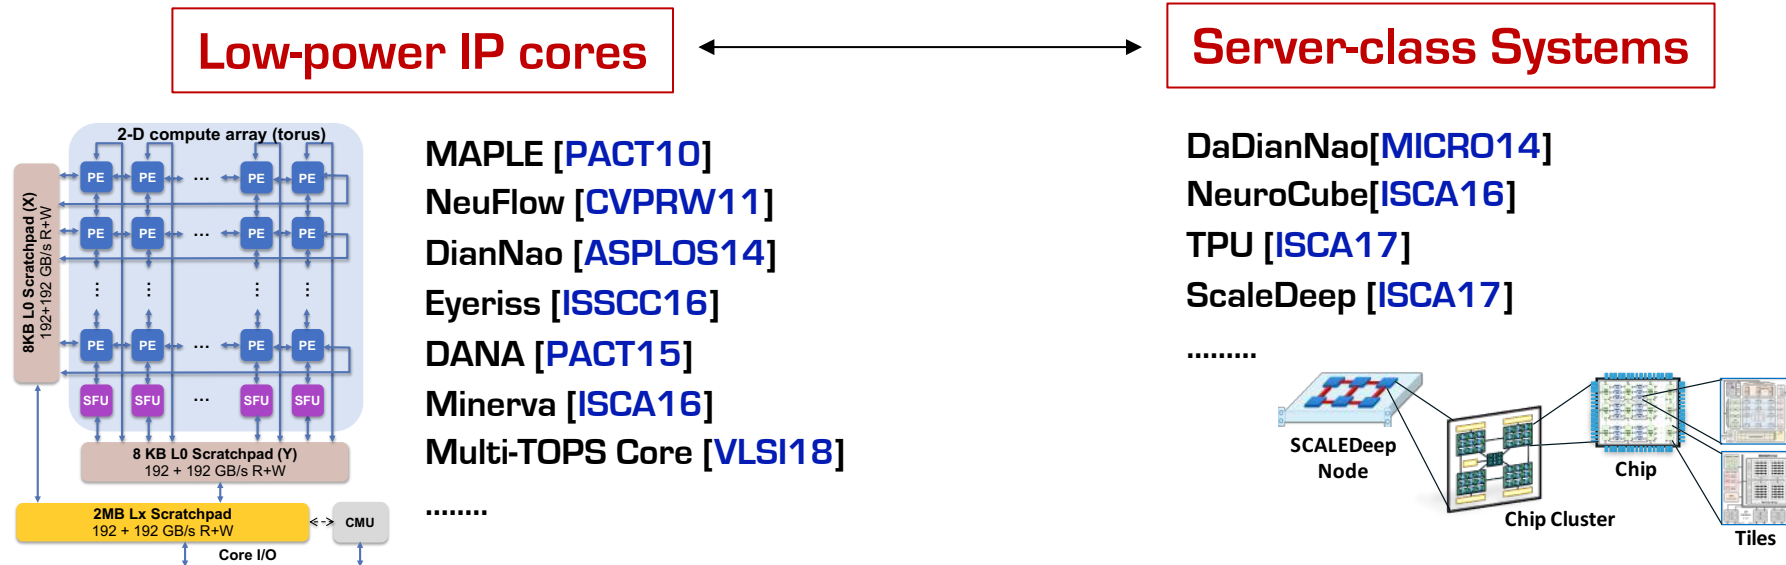 Low-power IP cores
Server-class Systems
2-D compute array (torus)
PE PE ... PE PE
PE PE ... PE PE
PE PE ... PE PE
SFU SFU ... SFU SFU
8KB L0 Scratchpad (X)
192+ 192 GB/s R+W
8 KB L0 Scratchpad (Y)
192 + 192 GB/s R+W
2MB Lx Scratchpad
192 + 192 GB/s R+W
CMU
Core I/O
MAPLE [PACT10]
NeuFlow [CVPRW11]
DianNao [ASPLOS14]
Eyeriss [ISSCC16]
DANA [PACT15]
Minerva [ISCA16]
Multi-TOPS Core [VLSI18]
........
DaDianNao[MICRO14]
NeuroCube[ISCA16]
TPU [ISCA17]
ScaleDeep [ISCA17]
.........
SCALEDeep
Node
Chip Cluster
Chip
Tiles